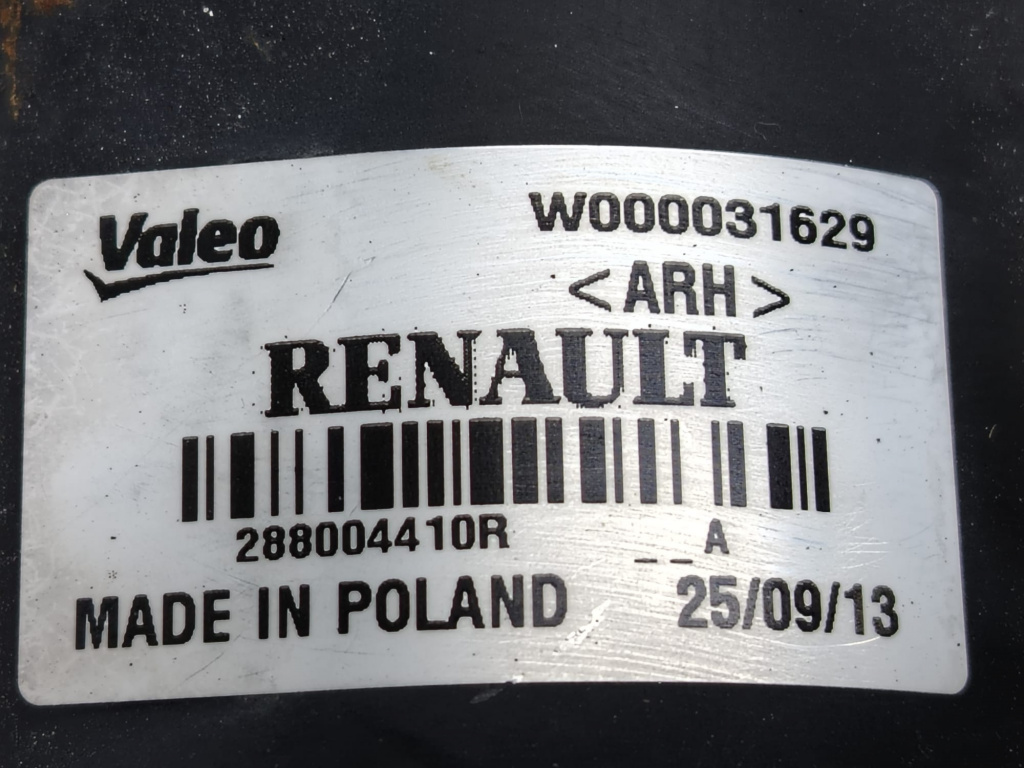 Valeo W000031629
<ARH>
RENAULT
288004410R _ _ A
MADE IN POLAND 25/09/13